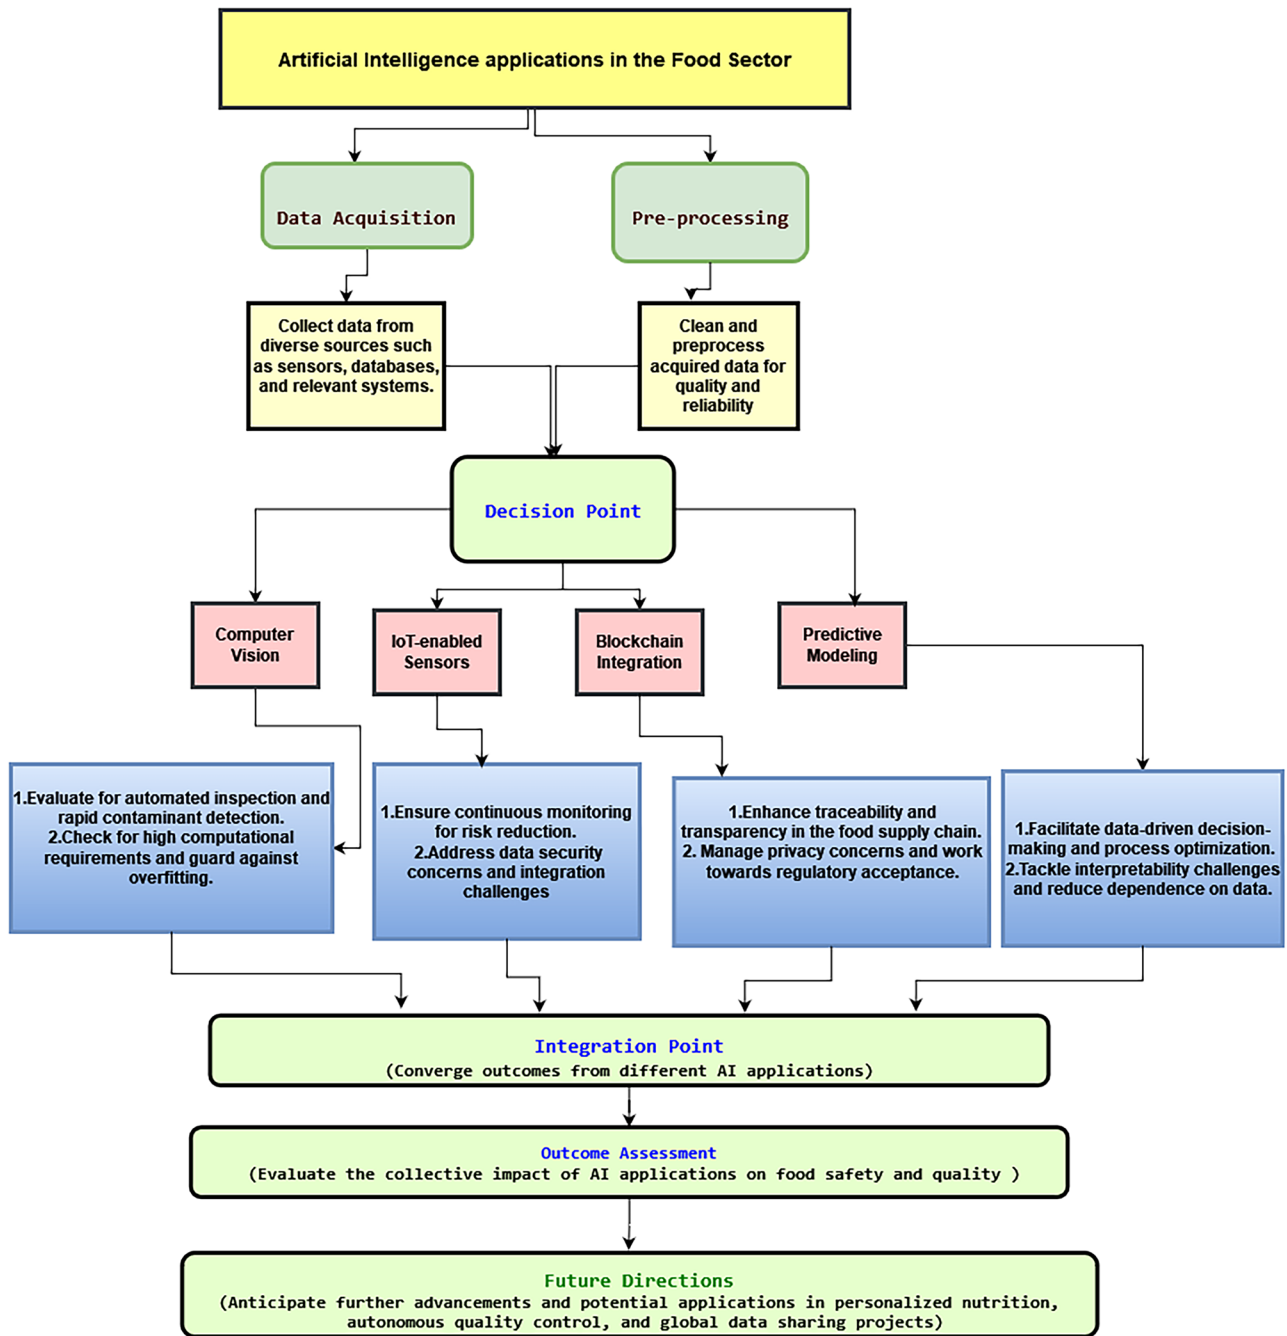 Artificial Intelligence applications in the Food Sector
Data Acquisition
Pre-processing
Collect data from
diverse sources such
as sensors, databases,
and relevant systems.
Clean and
preprocess
acquired data for
quality and
reliability
Decision Point
Computer
Vision
IoT-enabled
Sensors
Blockchain
Integration
Predictive
Modeling
1.Evaluate for automated inspection and
rapid contaminant detection.
2.Check for high computational
requirements and guard against
overfitting.
1.Ensure continuous monitoring
for risk reduction.
2.Address data security
concerns and integration
challenges
1.Enhance traceability and
transparency in the food supply chain.
2. Manage privacy concerns and work
towards regulatory acceptance.
1.Facilitate data-driven decision-
making and process optimization.
2.Tackle interpretability challenges
and reduce dependence on data.
Integration Point
(Converge outcomes from different AI applications)
Outcome Assessment
(Evaluate the collective impact of AI applications on food safety and quality )
Future Directions
(Anticipate further advancements and potential applications in personalized nutrition,
autonomous quality control, and global data sharing projects)